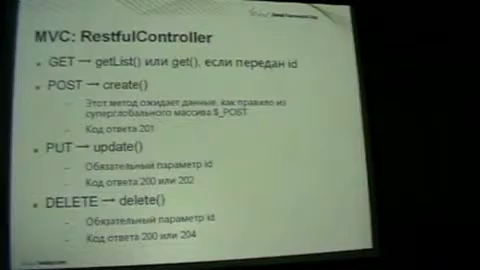 MVC: RestfulController
GET → getList() или get(), если передан id
POST → create()
Этот метод ожидает данные, как правило из
суперглобального массива $_POST
Код ответа 201
PUT → update()
Обязательный параметр id
Код ответа 200 или 202
DELETE → delete()
Обязательный параметр id
Код ответа 200 или 204